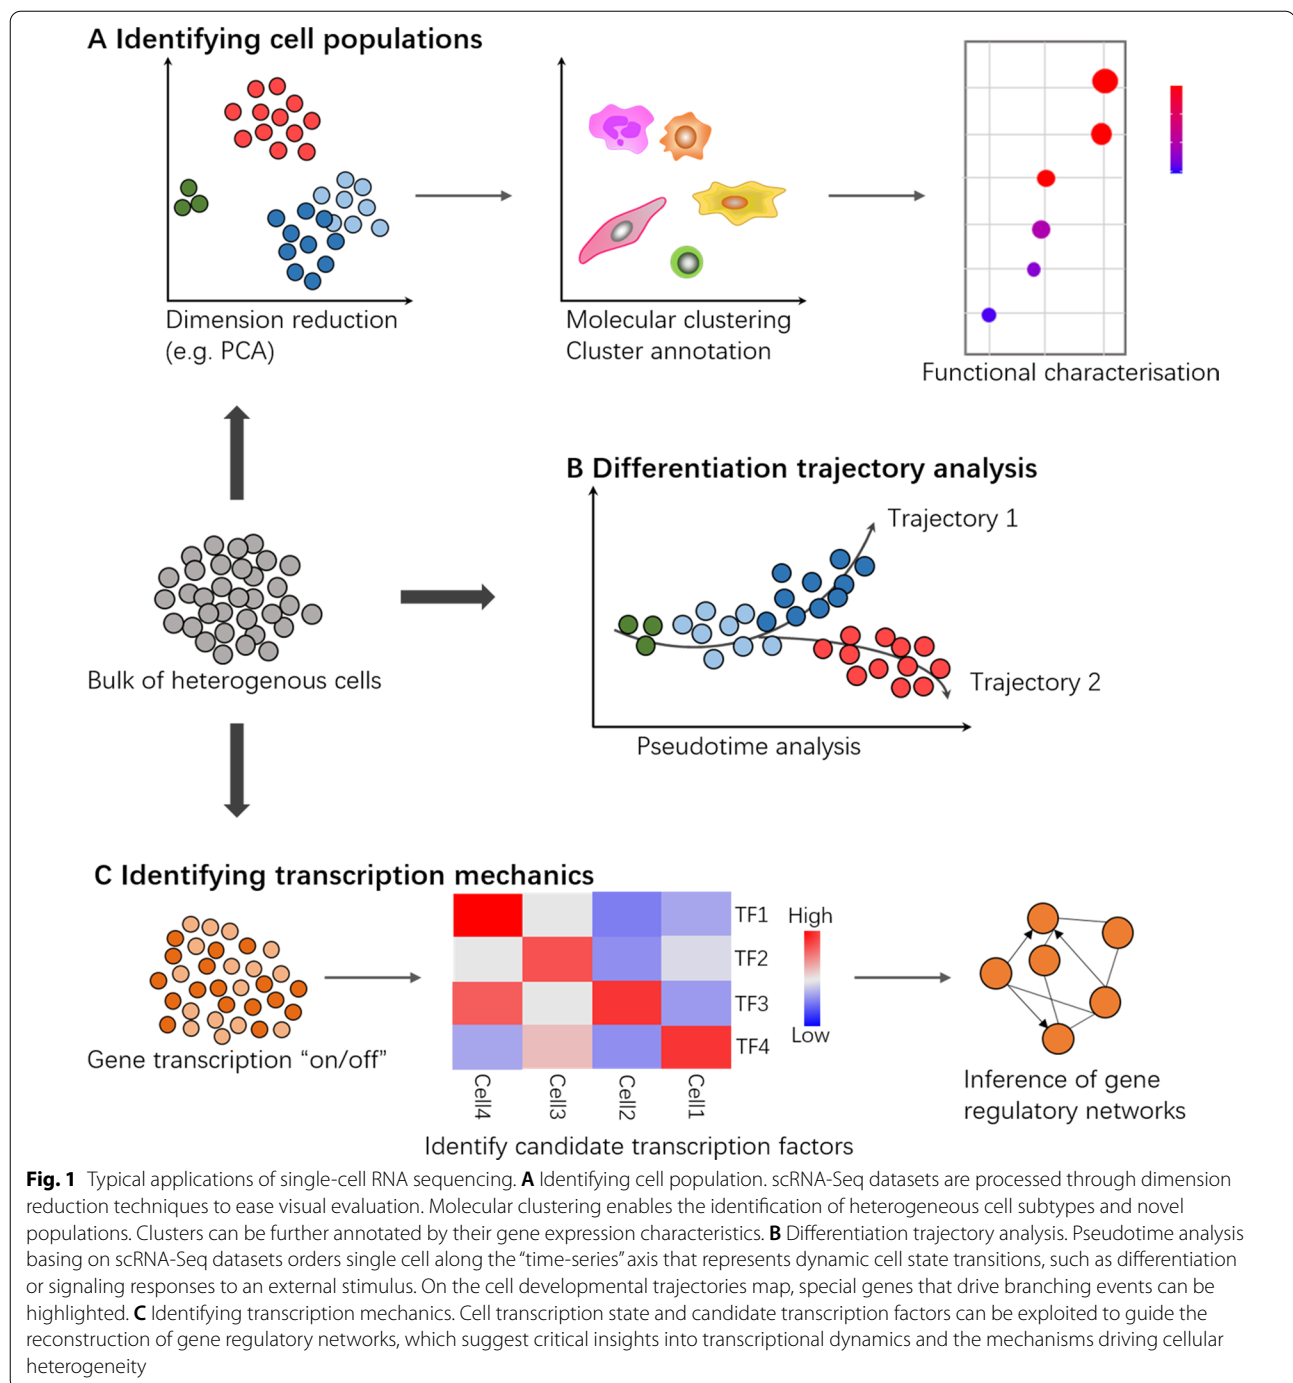 A Identifying cell populations
Dimension reduction
(e.g. PCA)
Molecular clustering
Cluster annotation
Functional characterisation
B Differentiation trajectory analysis
Trajectory 1
Trajectory 2
Pseudotime analysis
Bulk of heterogenous cells
C Identifying transcription mechanics
TF1
TF2
TF3
TF4
High
Low
Cell4
Cell3
Cell2
Cell1
Gene transcription “on/off”
Identify candidate transcription factors
Inference of gene
regulatory networks
Fig. 1 Typical applications of single-cell RNA sequencing. A Identifying cell population. scRNA-Seq datasets are processed through dimension
reduction techniques to ease visual evaluation. Molecular clustering enables the identification of heterogeneous cell subtypes and novel
populations. Clusters can be further annotated by their gene expression characteristics. B Differentiation trajectory analysis. Pseudotime analysis
basing on scRNA-Seq datasets orders single cell along the “time-series” axis that represents dynamic cell state transitions, such as differentiation
or signaling responses to an external stimulus. On the cell developmental trajectories map, special genes that drive branching events can be
highlighted. C Identifying transcription mechanics. Cell transcription state and candidate transcription factors can be exploited to guide the
reconstruction of gene regulatory networks, which suggest critical insights into transcriptional dynamics and the mechanisms driving cellular
heterogeneity